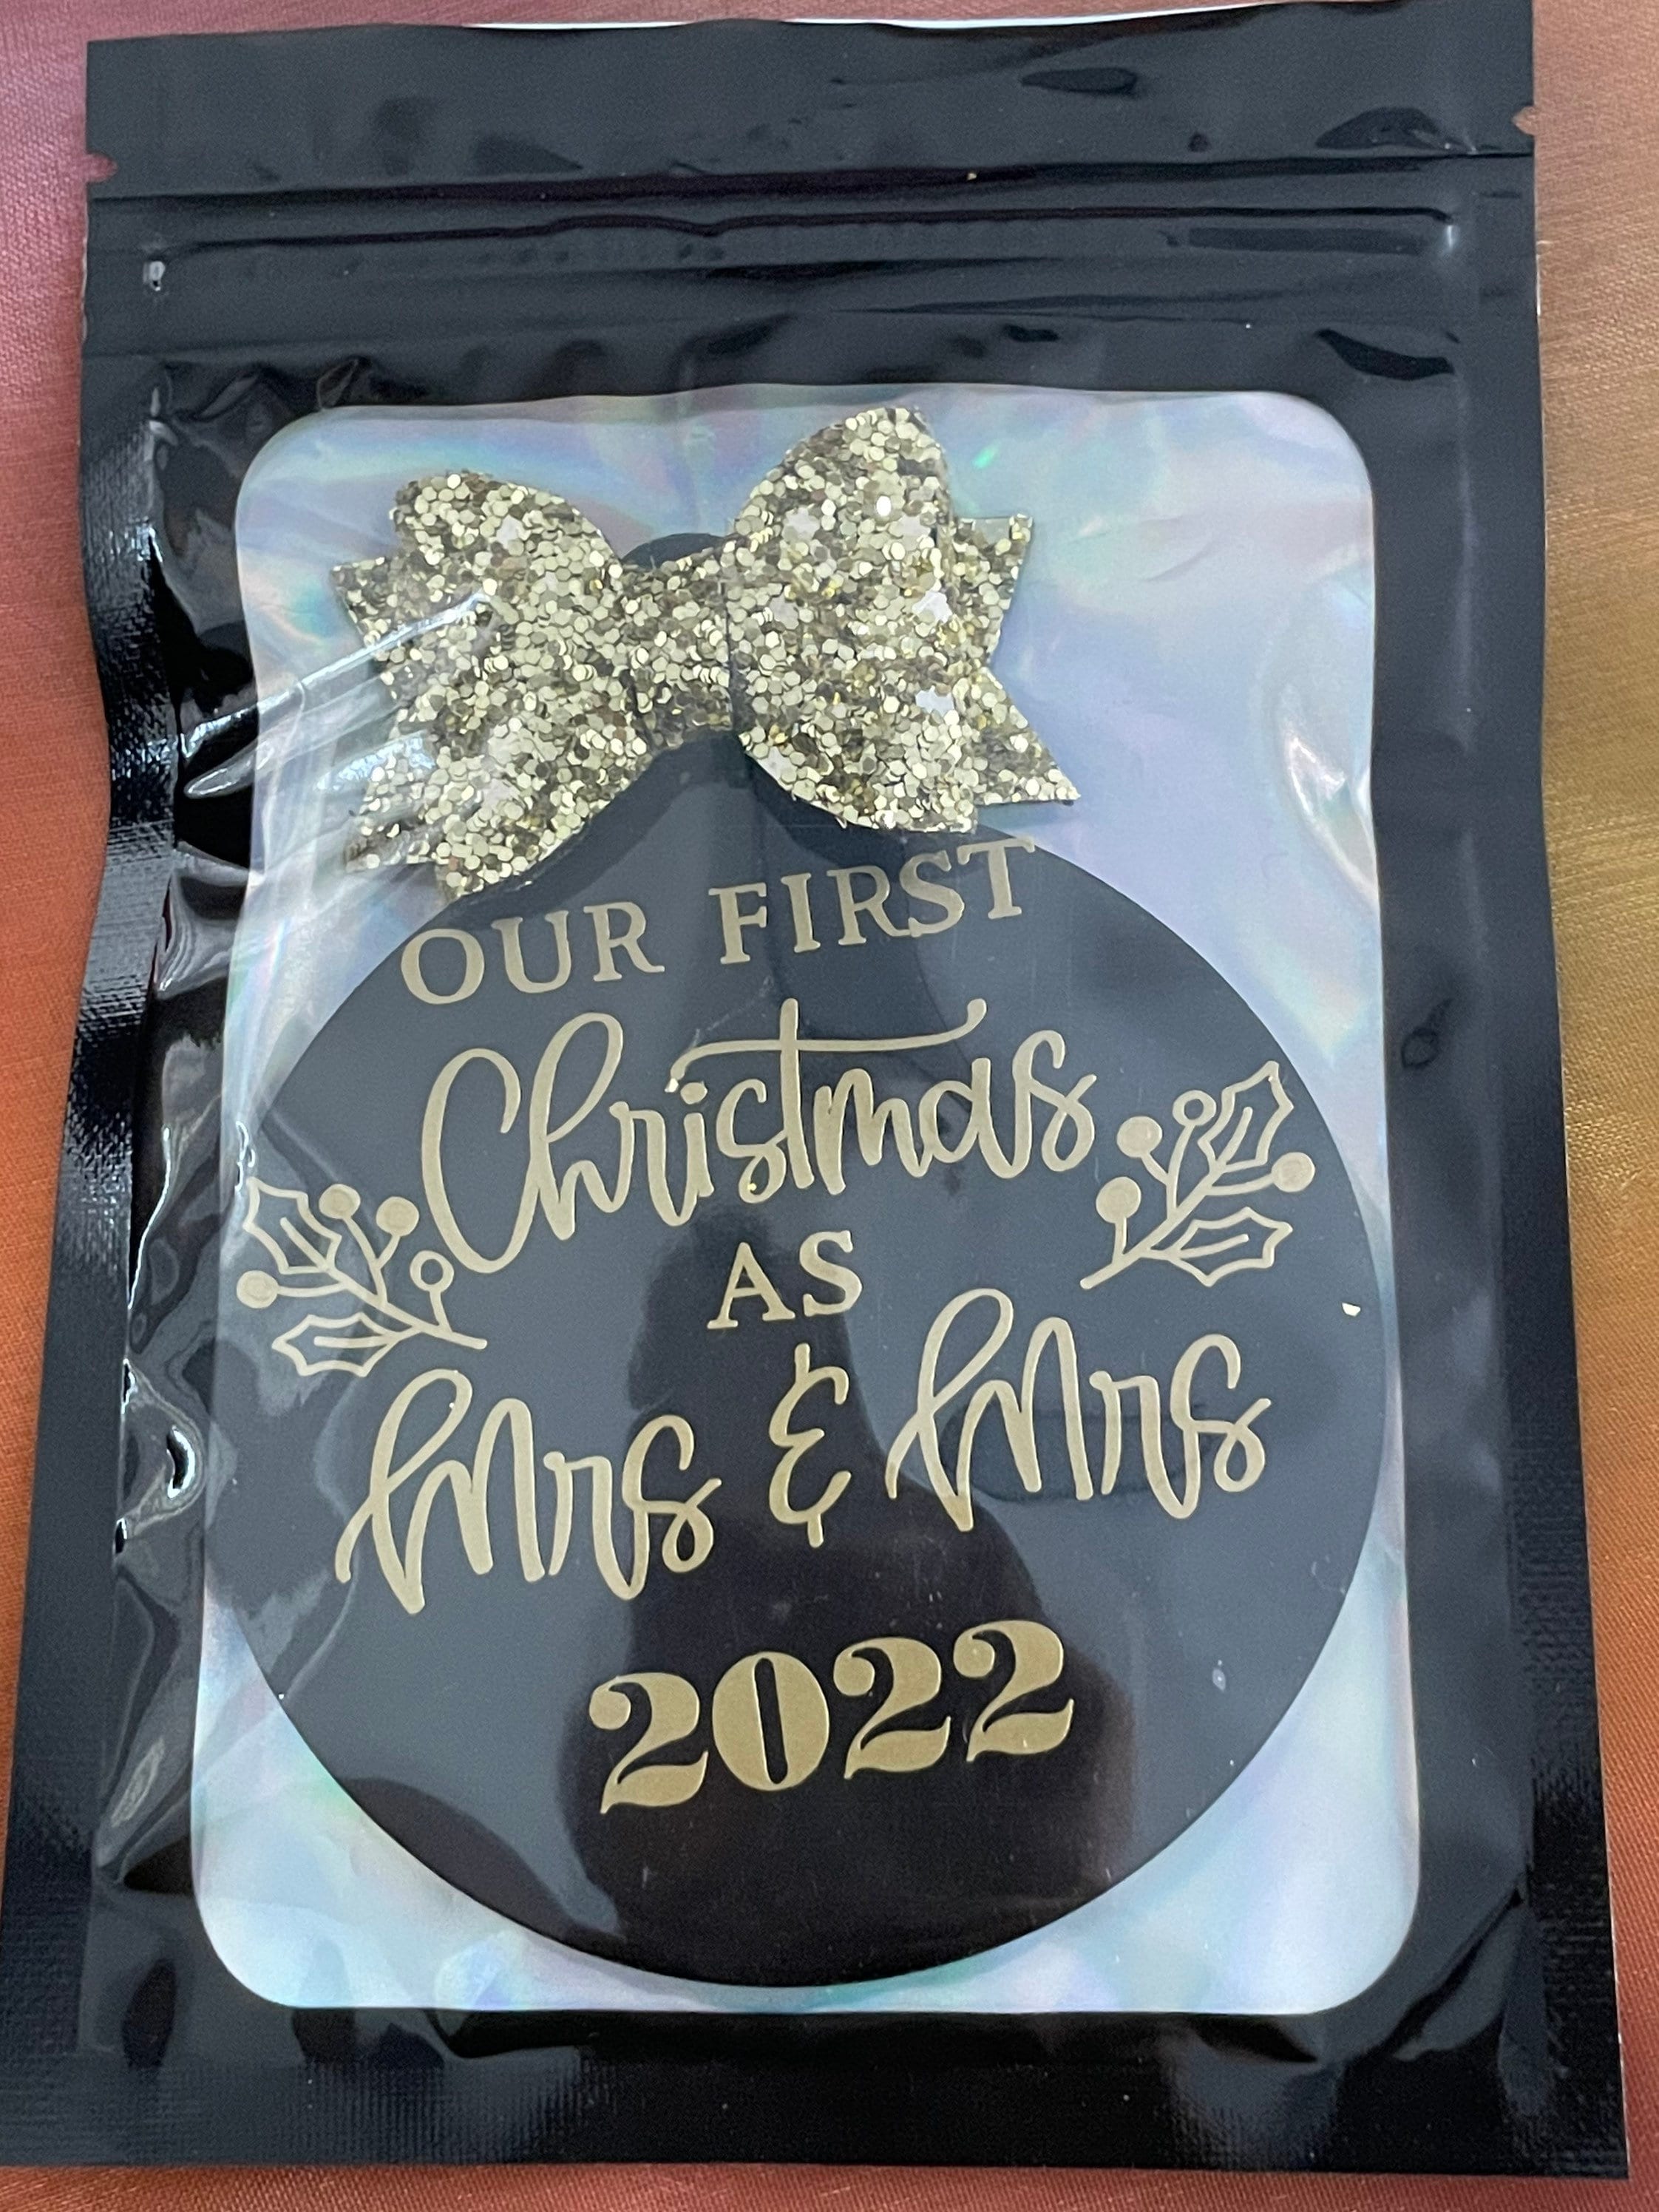 OUR FIRST
Christmas
AS
Mrs & Mrs
2022